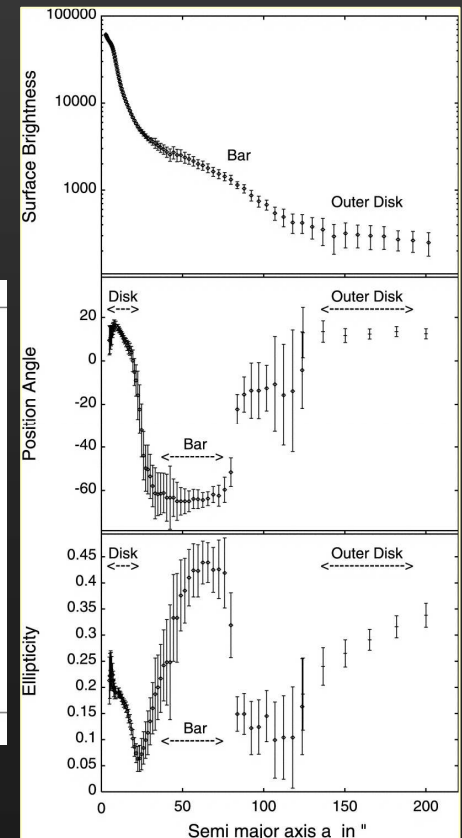 100000
10000
1000
Surface Brightness
Bar
Outer Disk
20
0
-20
-40
-60
Position Angle
Disk
<--->
Outer Disk
<------------->
Bar
<--------->
0.45
0.4
0.35
0.3
0.25
0.2
0.15
0.1
0.05
0
Ellipticity
Disk
<--->
Outer Disk
<------------->
Bar
<--------->
0 50 100 150 200
Semi major axis a in "